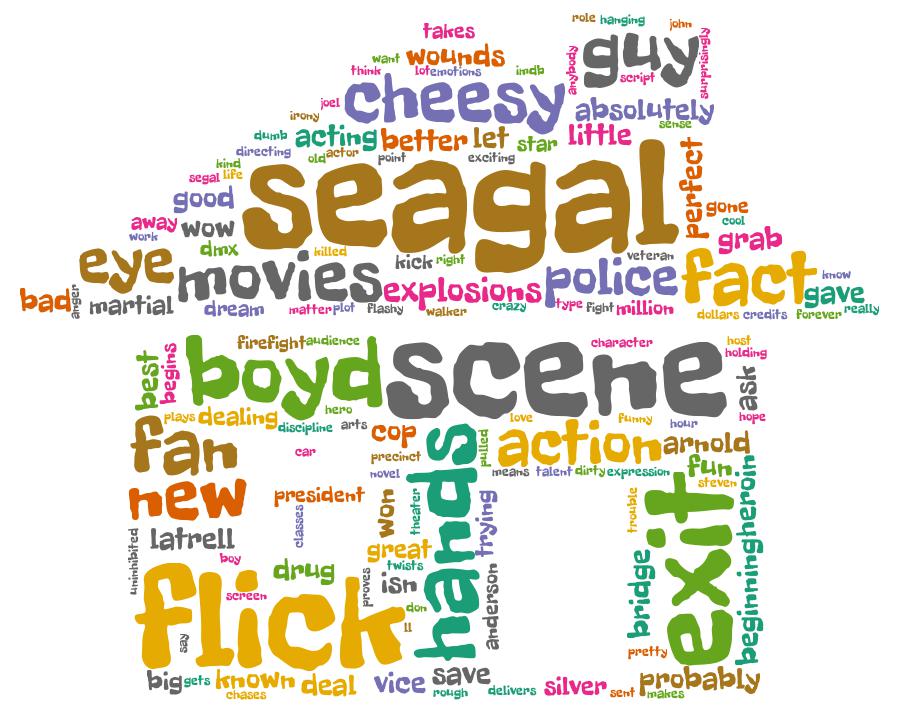 role hanging
john
takes
guy
want wounds
anybody
surprisingly
script
think lot emotions imdb
joel cheesy
absolutely
irony
sense
dumb acting better let star little
directing old actor point exciting
kind
segal life
seagal
perfect
good
gone
cool
away wow
work
grab
dmx killed
veteran
eye movies kick right police fact know
bad anger martial
explosions
gave
dream matter plot flashy walker crazy type fight million dollars credits forever really
best begins
firefight audience
character
host
holding
boyd scene
ask
hero
plays dealing discipline arts
love funny hour hope
fan
cop
hands
pulled
action arnold
car
precinct
means talent dirty expression fun
steven
novel
new president
classes
won theater trying
trouble
exit
heroin
latrell
uninhibited
boy
great
twists
drug
screen
proves isn
anderson
bridge
beginning
flick
don
ll
say
pretty
big gets known deal vice save
chases
rough delivers silver sent makes probably